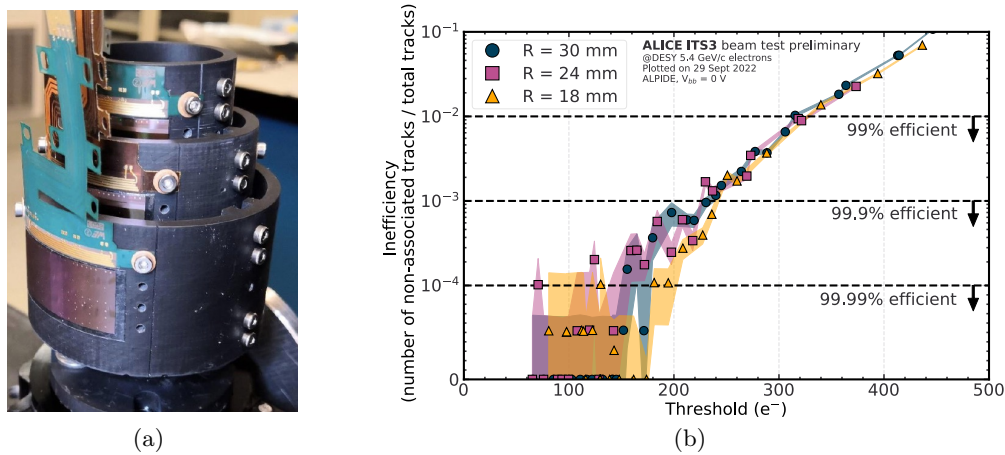 R = 30 mm
R = 24 mm
R = 18 mm
ALICE ITS3 beam test preliminary
@DESY 5.4 GeV/c electrons
Plotted on 29 Sept 2022
ALPIDE, V_bb = 0 V
99% efficient
99.9% efficient
99.99% efficient
Inefficiency
(number of non-associated tracks / total tracks)
10⁻¹
10⁻²
10⁻³
10⁻⁴
0
0 100 200 300 400 500
Threshold (e⁻)
(a) (b)